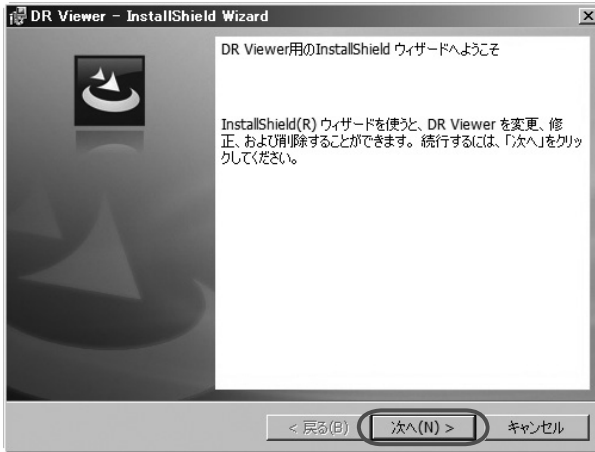 DR Viewer - InstallShield Wizard
DR Viewer用のInstallShield ウィザードへようこそ
InstallShield(R) ウィザードを使うと、DR Viewer を変更、修
正、および削除することができます。 続行するには、「次へ」をクリッ
クしてください。
< 戻る(B)
次へ(N) >
キャンセル